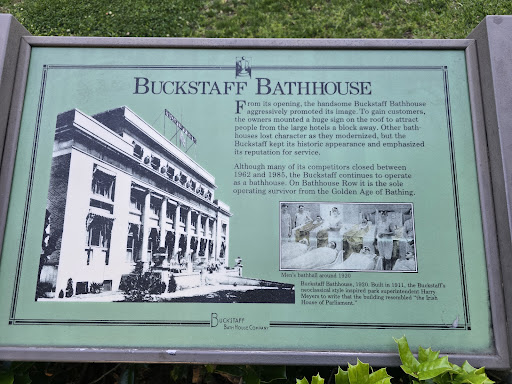 BUCKSTAFF BATHHOUSE
From its opening, the handsome Buckstaff Bathhouse
aggressively promoted its image. To gain customers,
the owners mounted a huge sign on the roof to attract
people from the large hotels a block away. Other bath
houses lost character as they modernized, but the
Buckstaff kept its historic appearance and emphasized
its reputation for service.
Although many of its competitors closed between
1962 and 1985, the Buckstaff continues to operate
as a bathhouse. On Bathhouse Row it is the sole
operating survivor from the Golden Age of Bathing.
Men's bathhall around 1920
Buckstaff Bathhouse, 1920. Built in 1911, the Buckstaff's
neoclassical style inspired park superintendent Harry
Meyers to write that the building resembled "the Irish
House of Parliament."
BUCKSTAFF
BATH HOUSE COMPANY